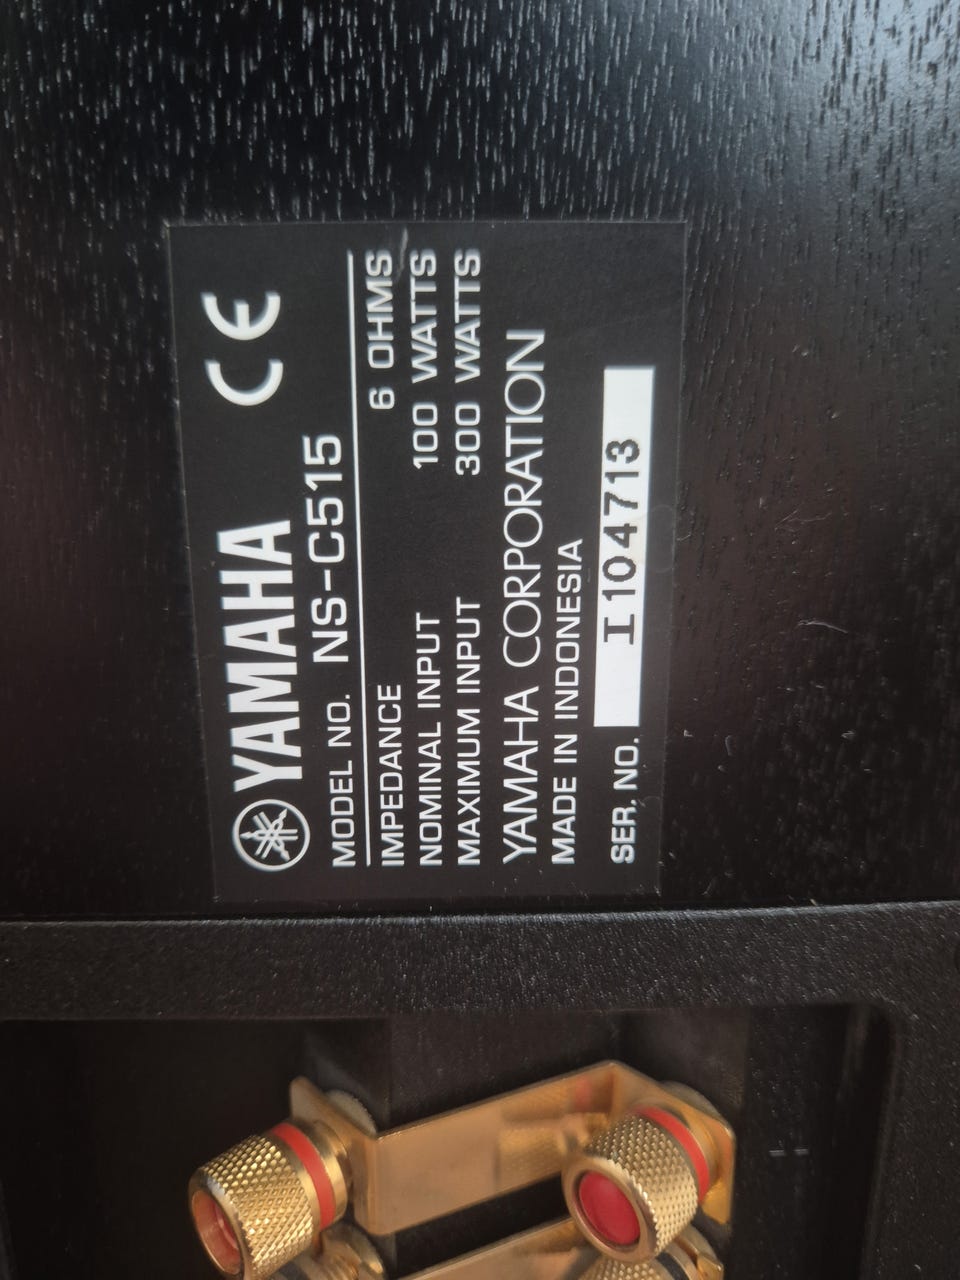 YAMAHA CE
MODEL NO. NS-C515
IMPEDANCE 6 OHMS
NOMINAL INPUT 100 WATTS
MAXIMUM INPUT 300 WATTS
YAMAHA CORPORATION
MADE IN INDONESIA
SER. NO. I104713